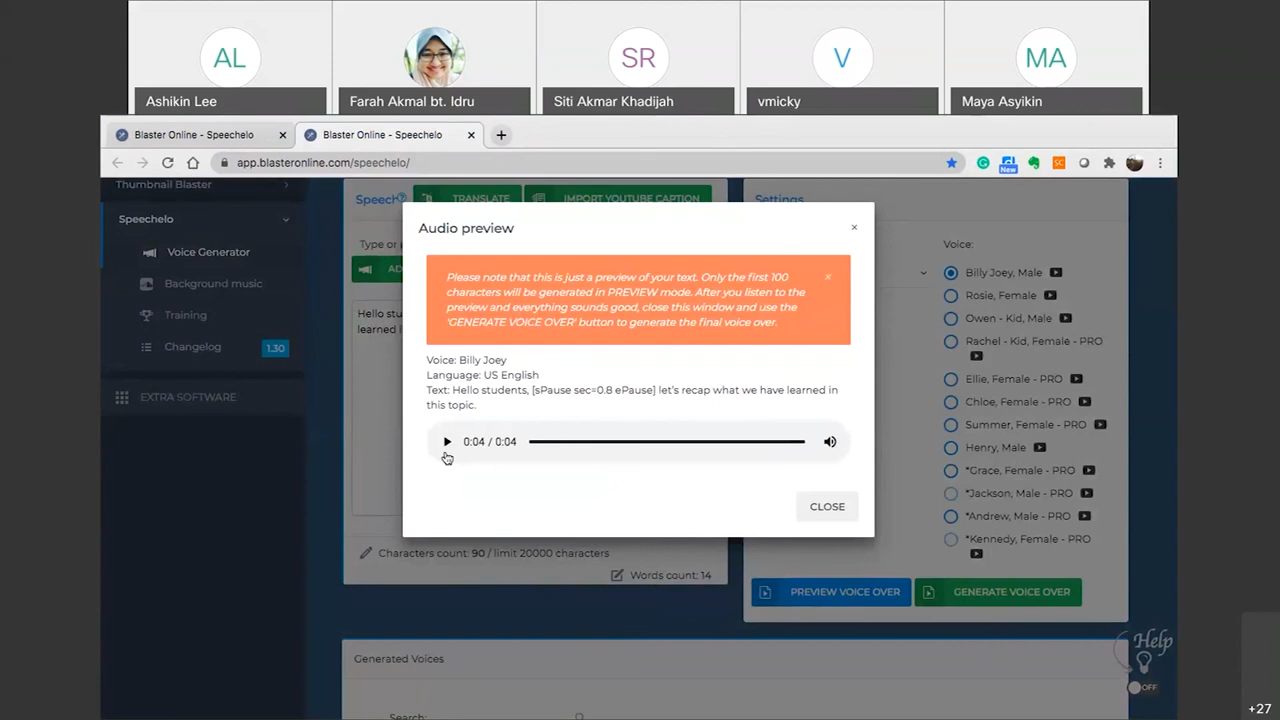 AL
SR
V
MA
Ashikin Lee
Farah Akmal bt. Idru
Siti Akmar Khadijah
vmicky
Maya Asyikin
Blaster Online - Speechelo
Blaster Online - Speechelo
app.blasteronline.com/speechelo/
SC
New
Thumbnail Blaster
Speechelo
Voice Generator
Background music
Training
Changelog
1.30
EXTRA SOFTWARE
TRANSLATE
IMPORT YOUTUBE CAPTION
Hello
Audio preview
Please note that this is just a preview of your text. Only the first 100
characters will be generated in PREVIEW mode. After you listen to the
preview and everything sounds good, close this window and use the
'GENERATE VOICE OVER' button to generate the final voice over.
Voice: Billy Joey
Language: US English
Text: Hello students, [sPause sec=0.8 ePause] let's recap what we have learned in
this topic.
0:04 / 0:04
CLOSE
Characters count: 90 / limit 20000 characters
Words count: 14
Settings
Voice:
Billy Joey, Male
Rosie, Female
Owen - Kid, Male
Rachel - Kid, Female - PRO
Ellie, Female - PRO
Chloe, Female - PRO
Summer, Female - PRO
Henry, Male
*Grace, Female - PRO
*Jackson, Male - PRO
*Andrew, Male - PRO
*Kennedy, Female - PRO
PREVIEW VOICE OVER
GENERATE VOICE OVER
Generated Voices
Search:
Help
OFF
+27